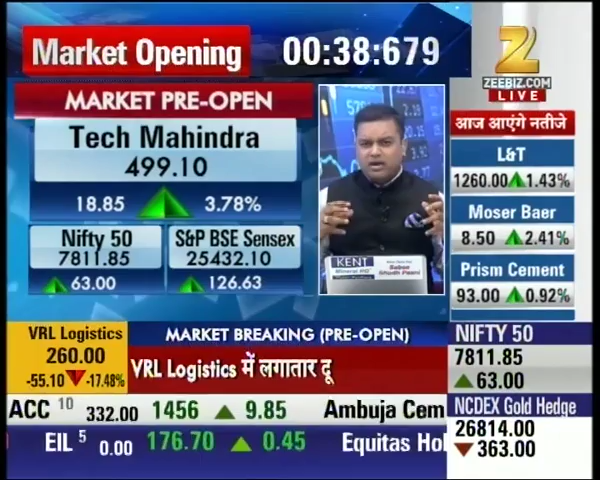 Market Opening
00:38:679
Z
ZEEBIZ.COM
LIVE
MARKET PRE-OPEN
Tech Mahindra
499.10
18.85 3.78%
Nifty 50
7811.85
63.00
S&P BSE Sensex
25432.10
126.63
KENT
Mineral RO
Sabse
Shudh Paani
आज आएंगे नतीजे
L&T
1260.00 1.43%
Moser Baer
8.50 2.41%
Prism Cement
93.00 0.92%
VRL Logistics
260.00
-55.10 -17.48%
MARKET BREAKING (PRE-OPEN)
VRL Logistics में लगातार दू
NIFTY 50
7811.85
63.00
NCDEX Gold Hedge
26814.00
363.00
ACC 10 332.00 1456 9.85 Ambuja Cem
EIL 5 0.00 176.70 0.45 Equitas Hol